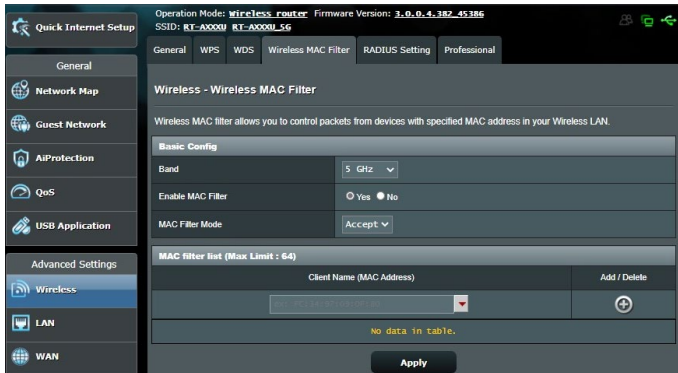 Quick Internet Setup
General
Network Map
Guest Network
AiProtection
QoS
USB Application
Advanced Settings
Wireless
LAN
WAN
Operation Mode: Wireless router Firmware Version: 3.0.0.4.382_45386
SSID: RT-AXXXU RT-AXXXU_5G
General WPS WDS Wireless MAC Filter RADIUS Setting Professional
Wireless - Wireless MAC Filter
Wireless MAC filter allows you to control packets from devices with specified MAC address in your Wireless LAN.
Basic Config
Band 5 GHz
Enable MAC Filter Yes No
MAC Filter Mode Accept
MAC filter list (Max Limit : 64)
Client Name (MAC Address) Add / Delete
No data in table.
Apply